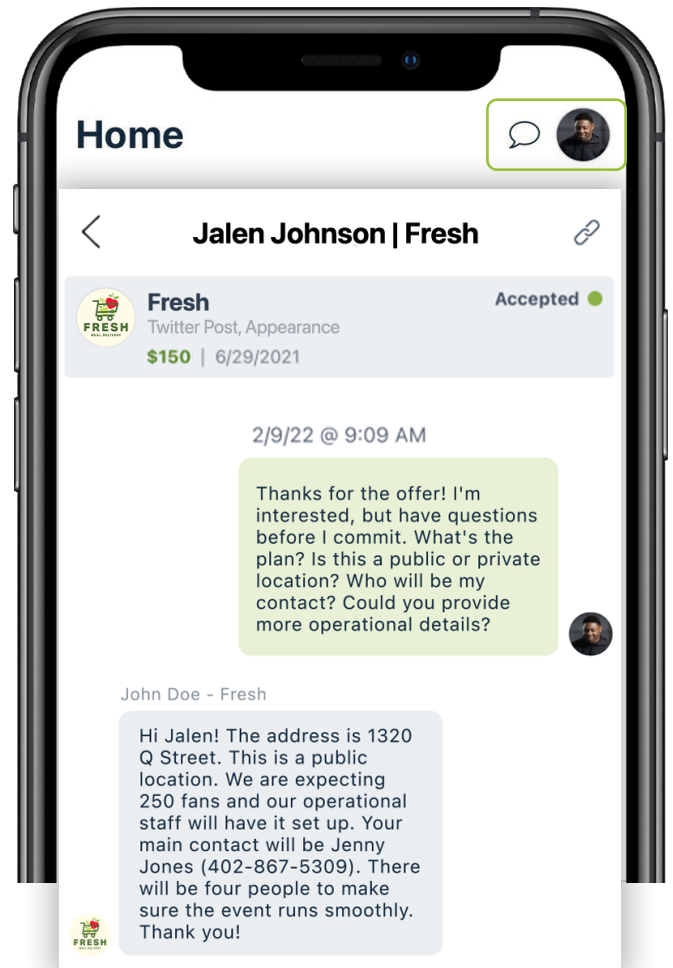 Home
Jalen Johnson | Fresh
FRESH
MEAL DELIVERY
Fresh
Accepted
Twitter Post, Appearance
$150 | 6/29/2021
2/9/22 @ 9:09 AM
Thanks for the offer! I'm
interested, but have questions
before I commit. What's the
plan? Is this a public or private
location? Who will be my
contact? Could you provide
more operational details?
John Doe - Fresh
Hi Jalen! The address is 1320
Q Street. This is a public
location. We are expecting
250 fans and our operational
staff will have it set up. Your
main contact will be Jenny
Jones (402-867-5309). There
will be four people to make
sure the event runs smoothly.
Thank you!
FRESH
MEAL DELIVERY